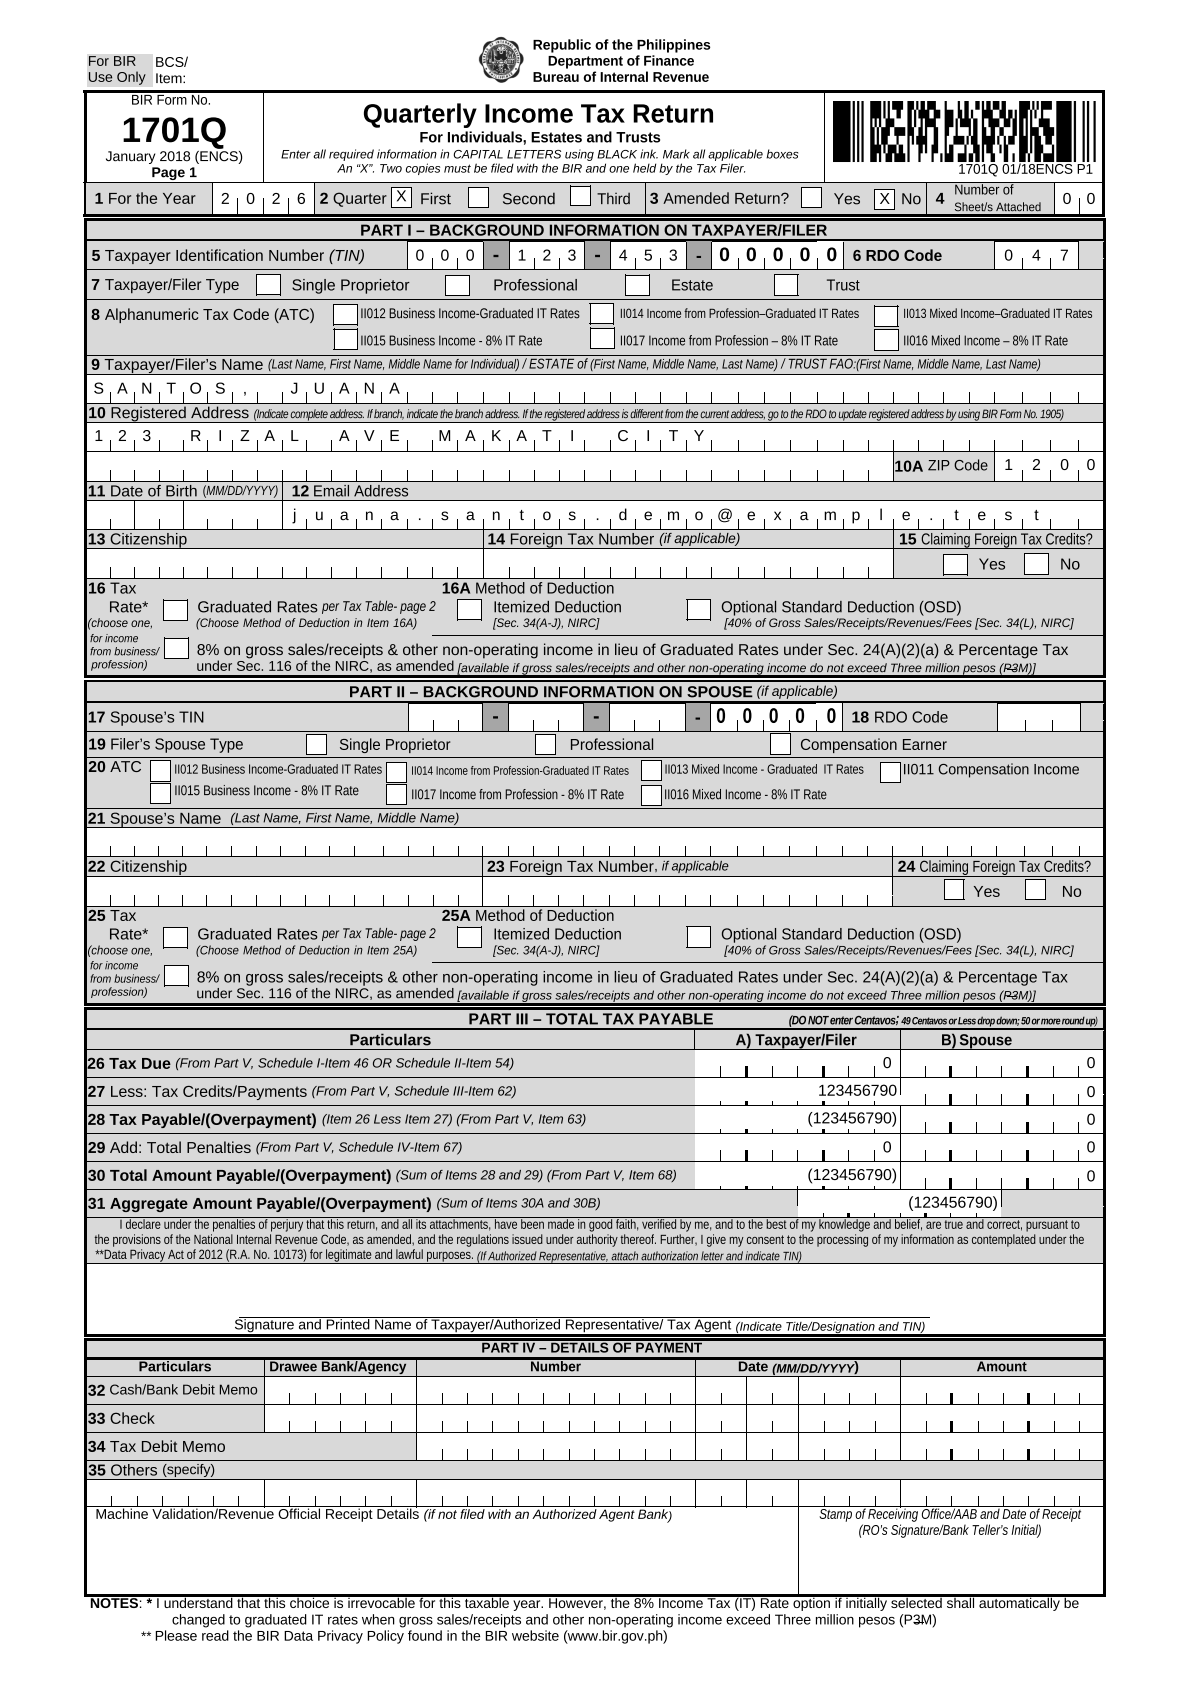 Republic of the Philippines
Department of Finance
Bureau of Internal Revenue
For BIR BCS/
Use Only Item:
BIR Form No.
1701Q
January 2018 (ENCS)
Page 1
Quarterly Income Tax Return
For Individuals, Estates and Trusts
Enter all required information in CAPITAL LETTERS using BLACK ink. Mark all applicable boxes
An “X”. Two copies must be filed with the BIR and one held by the Tax Filer.
1701Q 01/18ENCS P1
1 For the Year 2 0 2 6 2 Quarter X First Second Third 3 Amended Return? Yes X No 4 Number of Sheet/s Attached 0 0
PART I – BACKGROUND INFORMATION ON TAXPAYER/FILER
5 Taxpayer Identification Number (TIN) 0 0 0 - 1 2 3 - 4 5 3 - 0 0 0 0 0 6 RDO Code 0 4 7
7 Taxpayer/Filer Type Single Proprietor Professional Estate Trust
8 Alphanumeric Tax Code (ATC) II012 Business Income-Graduated IT Rates II014 Income from Profession–Graduated IT Rates II013 Mixed Income–Graduated IT Rates
II015 Business Income - 8% IT Rate II017 Income from Profession – 8% IT Rate II016 Mixed Income – 8% IT Rate
9 Taxpayer/Filer’s Name (Last Name, First Name, Middle Name for Individual) / ESTATE of (First Name, Middle Name, Last Name) / TRUST FAO:(First Name, Middle Name, Last Name)
S A N T O S , J U A N A
10 Registered Address (Indicate complete address. If branch, indicate the branch address. If the registered address is different from the current address, go to the RDO to update registered address by using BIR Form No. 1905)
1 2 3 R I Z A L A V E M A K A T I C I T Y
10A ZIP Code 1 2 0 0
11 Date of Birth (MM/DD/YYYY) 12 Email Address
j u a n a . s a n t o s . d e m o @ e x a m p l e . t e s t
13 Citizenship 14 Foreign Tax Number (if applicable) 15 Claiming Foreign Tax Credits?
Yes No
16 Tax 16A Method of Deduction
Rate* Graduated Rates per Tax Table- page 2 Itemized Deduction Optional Standard Deduction (OSD)
(choose one, (Choose Method of Deduction in Item 16A) [Sec. 34(A-J), NIRC] [40% of Gross Sales/Receipts/Revenues/Fees [Sec. 34(L), NIRC]
for income
from business/ 8% on gross sales/receipts & other non-operating income in lieu of Graduated Rates under Sec. 24(A)(2)(a) & Percentage Tax
profession) under Sec. 116 of the NIRC, as amended [available if gross sales/receipts and other non-operating income do not exceed Three million pesos (P3M)]
PART II – BACKGROUND INFORMATION ON SPOUSE (if applicable)
17 Spouse’s TIN - - - 0 0 0 0 0 18 RDO Code
19 Filer’s Spouse Type Single Proprietor Professional Compensation Earner
20 ATC II012 Business Income-Graduated IT Rates II014 Income from Profession-Graduated IT Rates II013 Mixed Income - Graduated IT Rates II011 Compensation Income
II015 Business Income - 8% IT Rate II017 Income from Profession - 8% IT Rate II016 Mixed Income - 8% IT Rate
21 Spouse’s Name (Last Name, First Name, Middle Name)
22 Citizenship 23 Foreign Tax Number, if applicable 24 Claiming Foreign Tax Credits?
Yes No
25 Tax 25A Method of Deduction
Rate* Graduated Rates per Tax Table- page 2 Itemized Deduction Optional Standard Deduction (OSD)
(choose one, (Choose Method of Deduction in Item 25A) [Sec. 34(A-J), NIRC] [40% of Gross Sales/Receipts/Revenues/Fees [Sec. 34(L), NIRC]
for income
from business/ 8% on gross sales/receipts & other non-operating income in lieu of Graduated Rates under Sec. 24(A)(2)(a) & Percentage Tax
profession) under Sec. 116 of the NIRC, as amended [available if gross sales/receipts and other non-operating income do not exceed Three million pesos (P3M)]
PART III – TOTAL TAX PAYABLE (DO NOT enter Centavos; 49 Centavos or Less drop down; 50 or more round up)
Particulars A) Taxpayer/Filer B) Spouse
26 Tax Due (From Part V, Schedule I-Item 46 OR Schedule II-Item 54) 0 0
27 Less: Tax Credits/Payments (From Part V, Schedule III-Item 62) 123456790 0
28 Tax Payable/(Overpayment) (Item 26 Less Item 27) (From Part V, Item 63) (123456790) 0
29 Add: Total Penalties (From Part V, Schedule IV-Item 67) 0 0
30 Total Amount Payable/(Overpayment) (Sum of Items 28 and 29) (From Part V, Item 68) (123456790) 0
31 Aggregate Amount Payable/(Overpayment) (Sum of Items 30A and 30B) (123456790)
I declare under the penalties of perjury that this return, and all its attachments, have been made in good faith, verified by me, and to the best of my knowledge and belief, are true and correct, pursuant to
the provisions of the National Internal Revenue Code, as amended, and the regulations issued under authority thereof. Further, I give my consent to the processing of my information as contemplated under the
**Data Privacy Act of 2012 (R.A. No. 10173) for legitimate and lawful purposes. (If Authorized Representative, attach authorization letter and indicate TIN)
Signature and Printed Name of Taxpayer/Authorized Representative/ Tax Agent (Indicate Title/Designation and TIN)
PART IV – DETAILS OF PAYMENT
Particulars Drawee Bank/Agency Number Date (MM/DD/YYYY) Amount
32 Cash/Bank Debit Memo
33 Check
34 Tax Debit Memo
35 Others (specify)
Machine Validation/Revenue Official Receipt Details (if not filed with an Authorized Agent Bank) Stamp of Receiving Office/AAB and Date of Receipt
(RO’s Signature/Bank Teller’s Initial)
NOTES: * I understand that this choice is irrevocable for this taxable year. However, the 8% Income Tax (IT) Rate option if initially selected shall automatically be
changed to graduated IT rates when gross sales/receipts and other non-operating income exceed Three million pesos (P3M)
** Please read the BIR Data Privacy Policy found in the BIR website (www.bir.gov.ph)